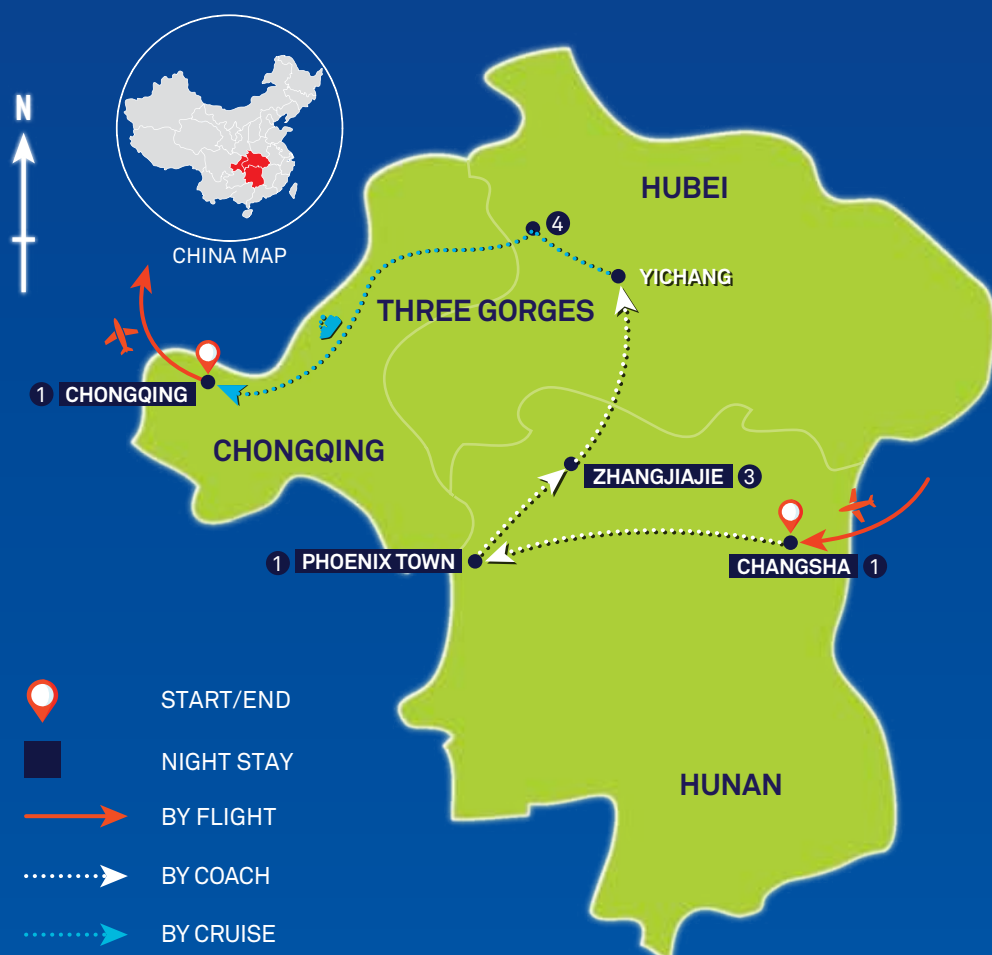 N
CHINA MAP
HUBEI
4
YICHANG
THREE GORGES
1 CHONGQING
CHONGQING
ZHANGJIAJIE 3
1 PHOENIX TOWN
CHANGSHA 1
START/END
NIGHT STAY
HUNAN
BY FLIGHT
BY COACH
BY CRUISE